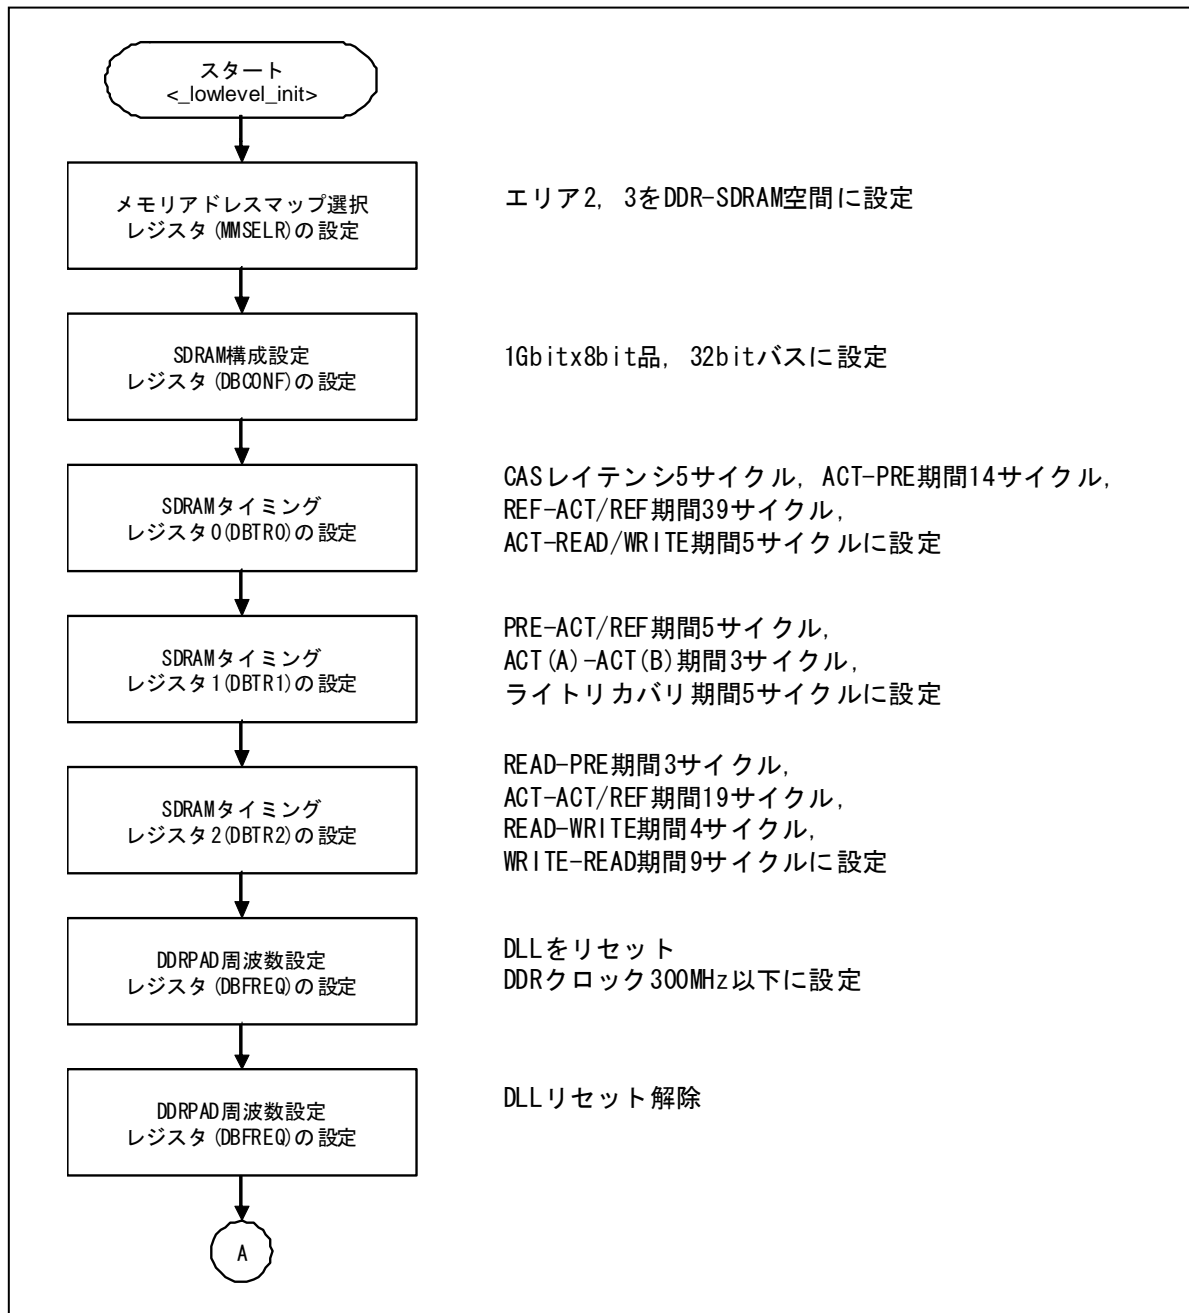 スタート
<_lowlevel_init>
メモリアドレスマップ選択
レジスタ(MMSELR)の設定
エリア2, 3をDDR-SDRAM空間に設定
SDRAM構成設定
レジスタ(DBCONF)の設定
1Gbitx8bit品, 32bitバスに設定
SDRAMタイミング
レジスタ0(DBTR0)の設定
CASレイテンシ5サイクル, ACT-PRE期間14サイクル,
REF-ACT/REF期間39サイクル,
ACT-READ/WRITE期間5サイクルに設定
SDRAMタイミング
レジスタ1(DBTR1)の設定
PRE-ACT/REF期間5サイクル,
ACT(A)-ACT(B)期間3サイクル,
ライトリカバリ期間5サイクルに設定
SDRAMタイミング
レジスタ2(DBTR2)の設定
READ-PRE期間3サイクル,
ACT-ACT/REF期間19サイクル,
READ-WRITE期間4サイクル,
WRITE-READ期間9サイクルに設定
DDRPAD周波数設定
レジスタ(DBFREQ)の設定
DLLをリセット
DDRクロック300MHz以下に設定
DDRPAD周波数設定
レジスタ(DBFREQ)の設定
DLLリセット解除
A